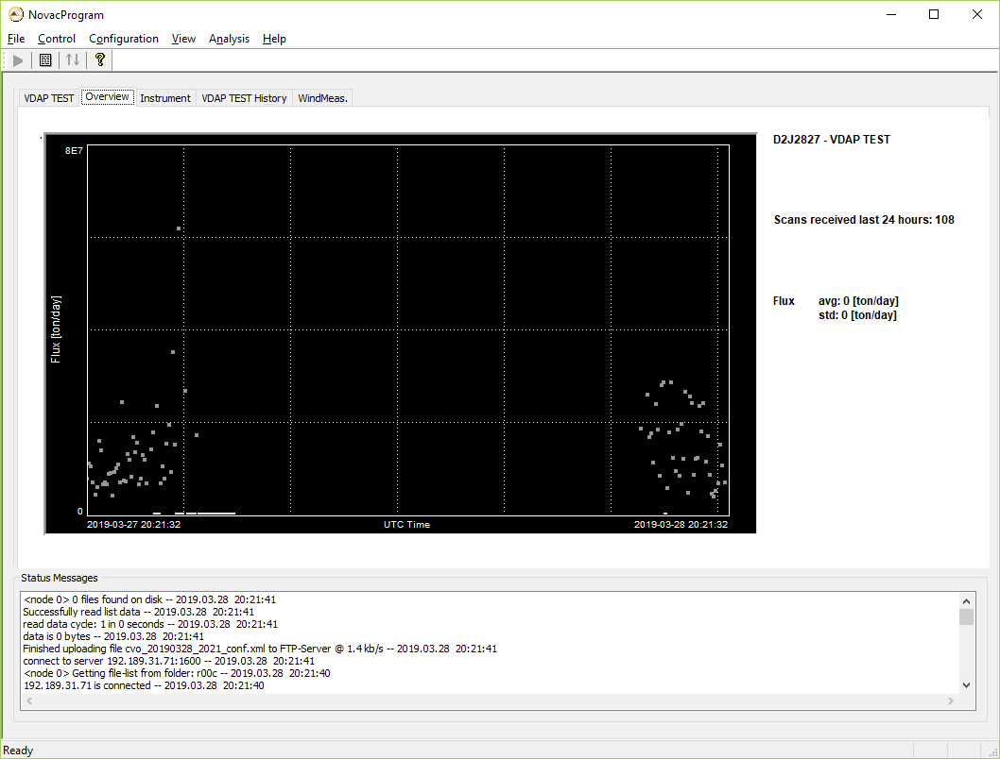 NovacProgram
File Control Configuration View Analysis Help
VDAP TEST Overview Instrument VDAP TEST History WindMeas.
D2J2827 - VDAP TEST
8E7
Scans received last 24 hours: 108
Flux avg: 0 [ton/day]
std: 0 [ton/day]
Flux [ton/day]
0
2019-03-27 20:21:32 UTC Time 2019-03-28 20:21:32
Status Messages
<node 0> 0 files found on disk -- 2019.03.28 20:21:41
Successfully read list data -- 2019.03.28 20:21:41
read data cycle: 1 in 0 seconds -- 2019.03.28 20:21:41
data is 0 bytes -- 2019.03.28 20:21:41
Finished uploading file cvo_20190328_2021_conf.xml to FTP-Server @ 1.4 kb/s -- 2019.03.28 20:21:41
connect to server 192.189.31.71:1600 -- 2019.03.28 20:21:41
<node 0> Getting file-list from folder: r00c -- 2019.03.28 20:21:40
192.189.31.71 is connected -- 2019.03.28 20:21:40
Ready